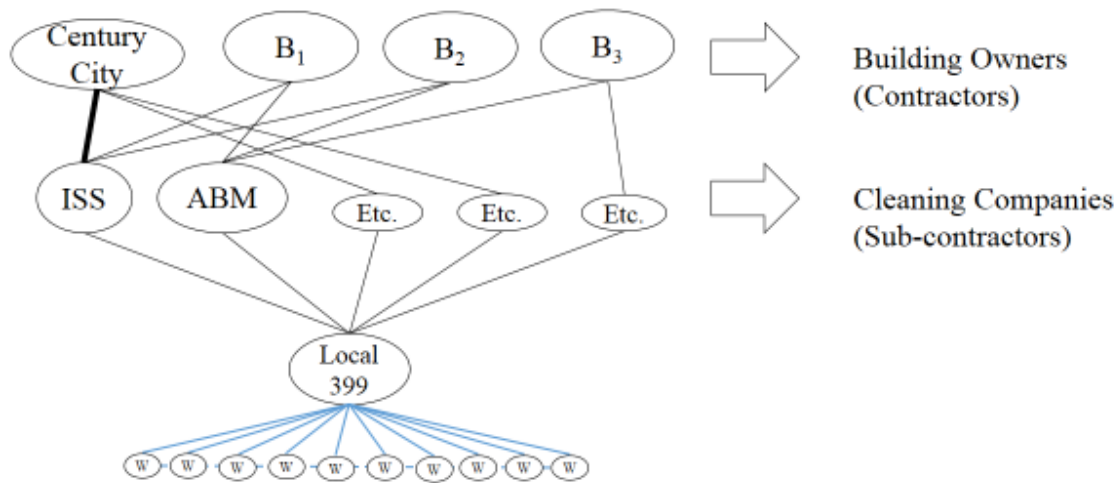 Century
City
B1
B2
B3
Building Owners
(Contractors)
ISS
ABM
Etc.
Etc.
Etc.
Cleaning Companies
(Sub-contractors)
Local
399
W
W
W
W
W
W
W
W
W
W